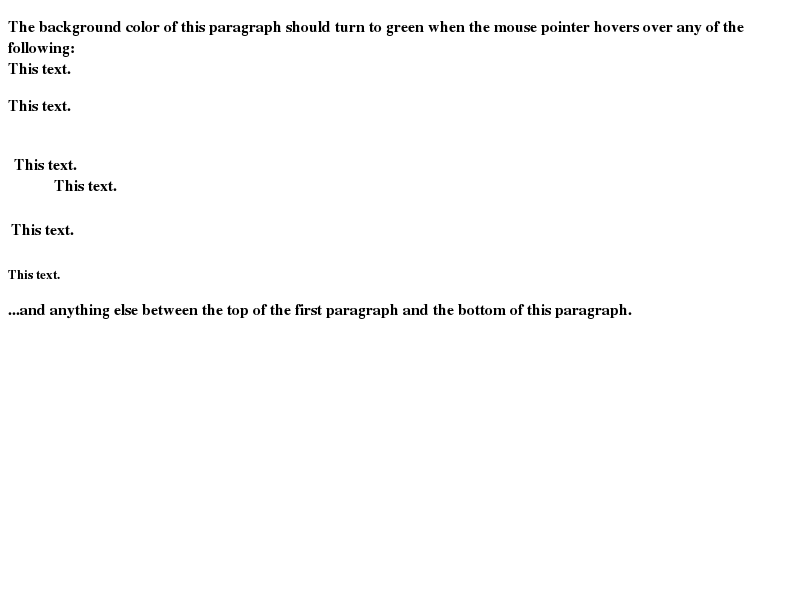 The background color of this paragraph should turn to green when the mouse pointer hovers over any of the
following:
This text.
This text.
This text.
This text.
This text.
This text.
...and anything else between the top of the first paragraph and the bottom of this paragraph.